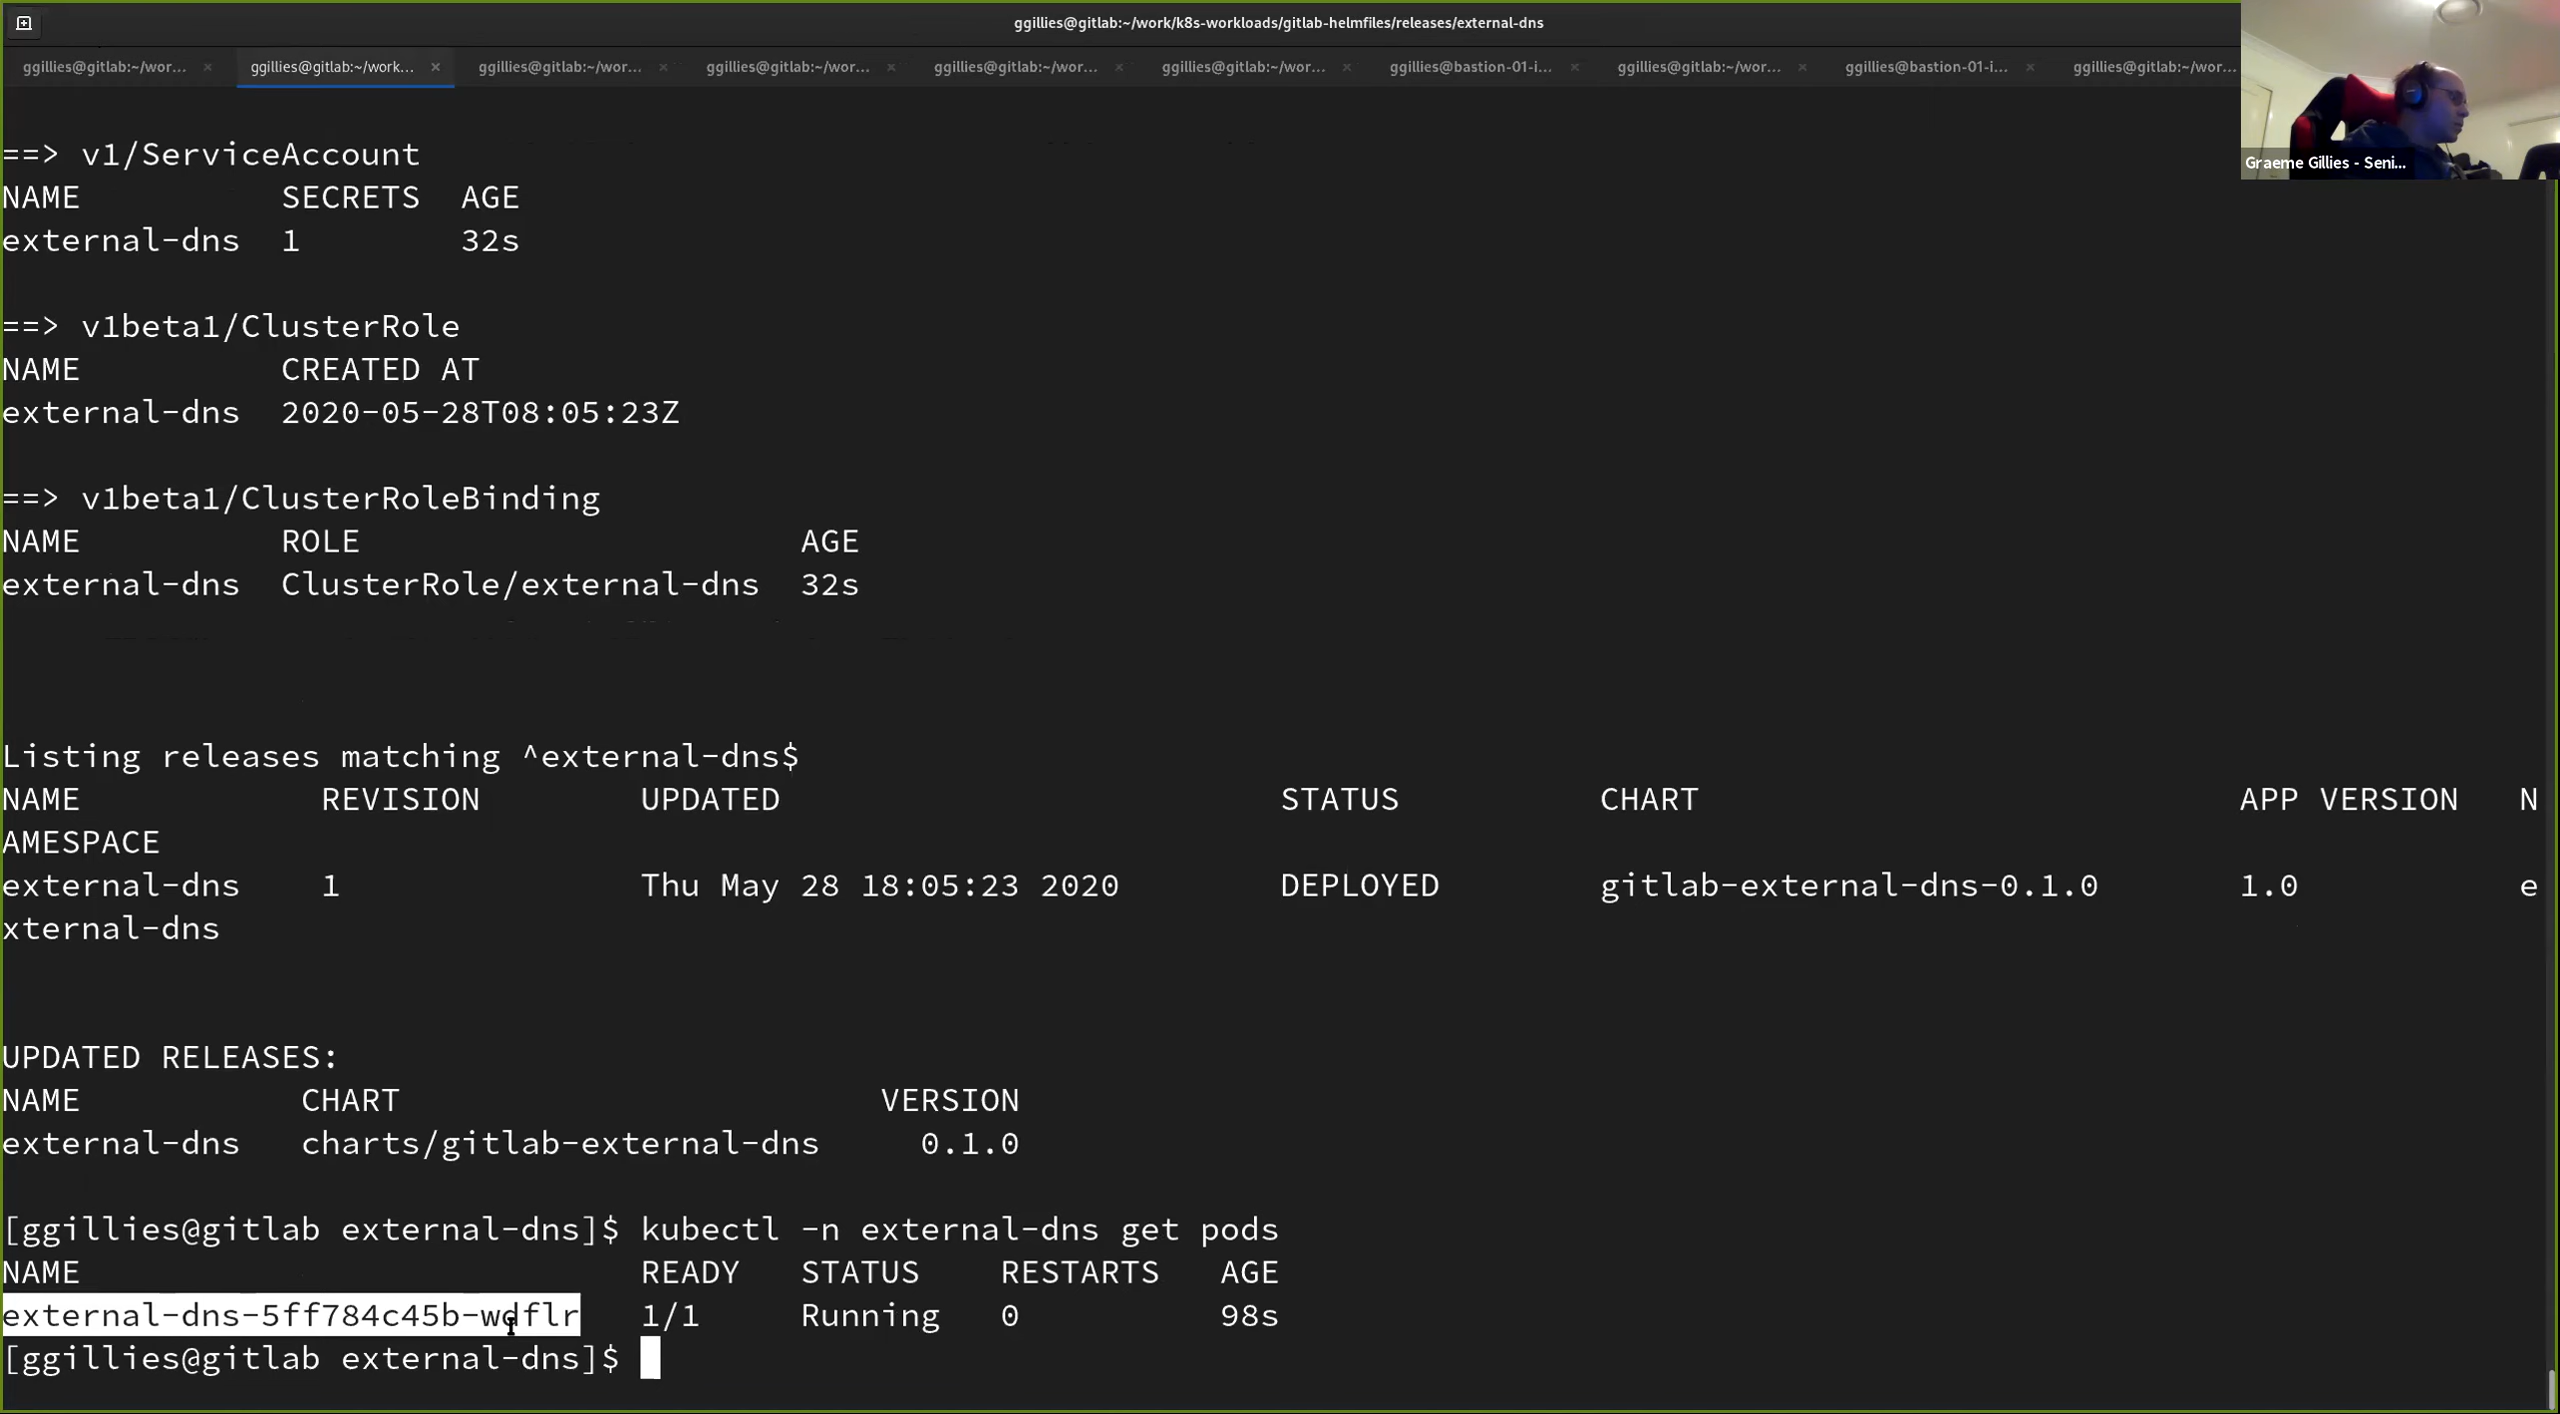 ggillies@gitlab:~/work/k8s-workloads/gitlab-helmfiles/releases/external-dns
ggillies@gitlab:~/wor... × ggillies@gitlab:~/work... × ggillies@gitlab:~/wor... × ggillies@gitlab:~/wor... × ggillies@gitlab:~/wor... × ggillies@gitlab:~/wor... × ggillies@bastion-01-i... × ggillies@gitlab:~/wor... × ggillies@bastion-01-i... × ggillies@gitlab:~/wor...
Graeme Gillies - Seni...
==> v1/ServiceAccount
NAME SECRETS AGE
external-dns 1 32s
==> v1beta1/ClusterRole
NAME CREATED AT
external-dns 2020-05-28T08:05:23Z
==> v1beta1/ClusterRoleBinding
NAME ROLE AGE
external-dns ClusterRole/external-dns 32s
Listing releases matching ^external-dns$
NAME REVISION UPDATED STATUS CHART APP VERSION N
AMESPACE
external-dns 1 Thu May 28 18:05:23 2020 DEPLOYED gitlab-external-dns-0.1.0 1.0 e
xternal-dns
UPDATED RELEASES:
NAME CHART VERSION
external-dns charts/gitlab-external-dns 0.1.0
[ggillies@gitlab external-dns]$ kubectl -n external-dns get pods
NAME READY STATUS RESTARTS AGE
external-dns-5ff784c45b-wdflr 1/1 Running 0 98s
[ggillies@gitlab external-dns]$